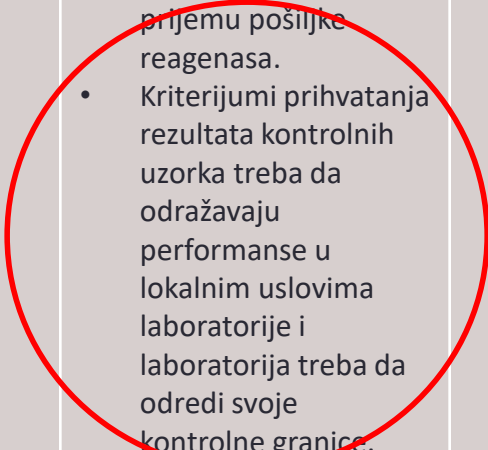 prijemu pošiljke
reagenasa.
• Kriterijumi prihvatanja
rezultata kontrolnih
uzorka treba da
odražavaju
performanse u
lokalnim uslovima
laboratorije i
laboratorija treba da
odredi svoje
kontrolne granice.